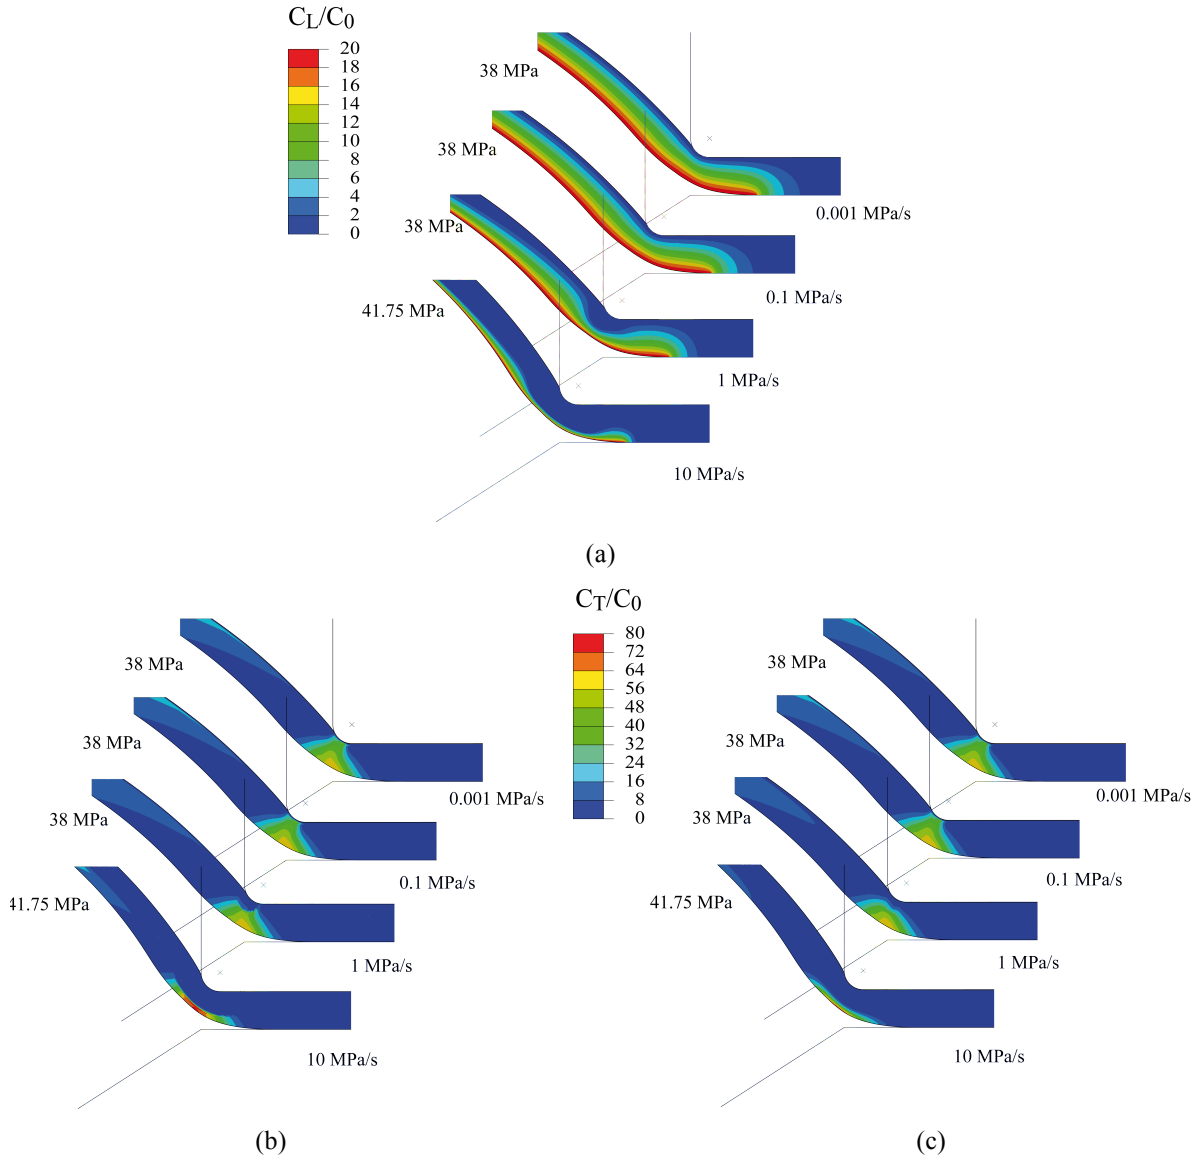 C_L/C_0
20
18
16
14
12
10
8
6
4
2
0
38 MPa
38 MPa
38 MPa
41.75 MPa
0.001 MPa/s
0.1 MPa/s
1 MPa/s
10 MPa/s
(a)
C_T/C_0
80
72
64
56
48
40
32
24
16
8
0
38 MPa
38 MPa
38 MPa
41.75 MPa
0.001 MPa/s
0.1 MPa/s
1 MPa/s
10 MPa/s
(b)
38 MPa
38 MPa
38 MPa
41.75 MPa
0.001 MPa/s
0.1 MPa/s
1 MPa/s
10 MPa/s
(c)